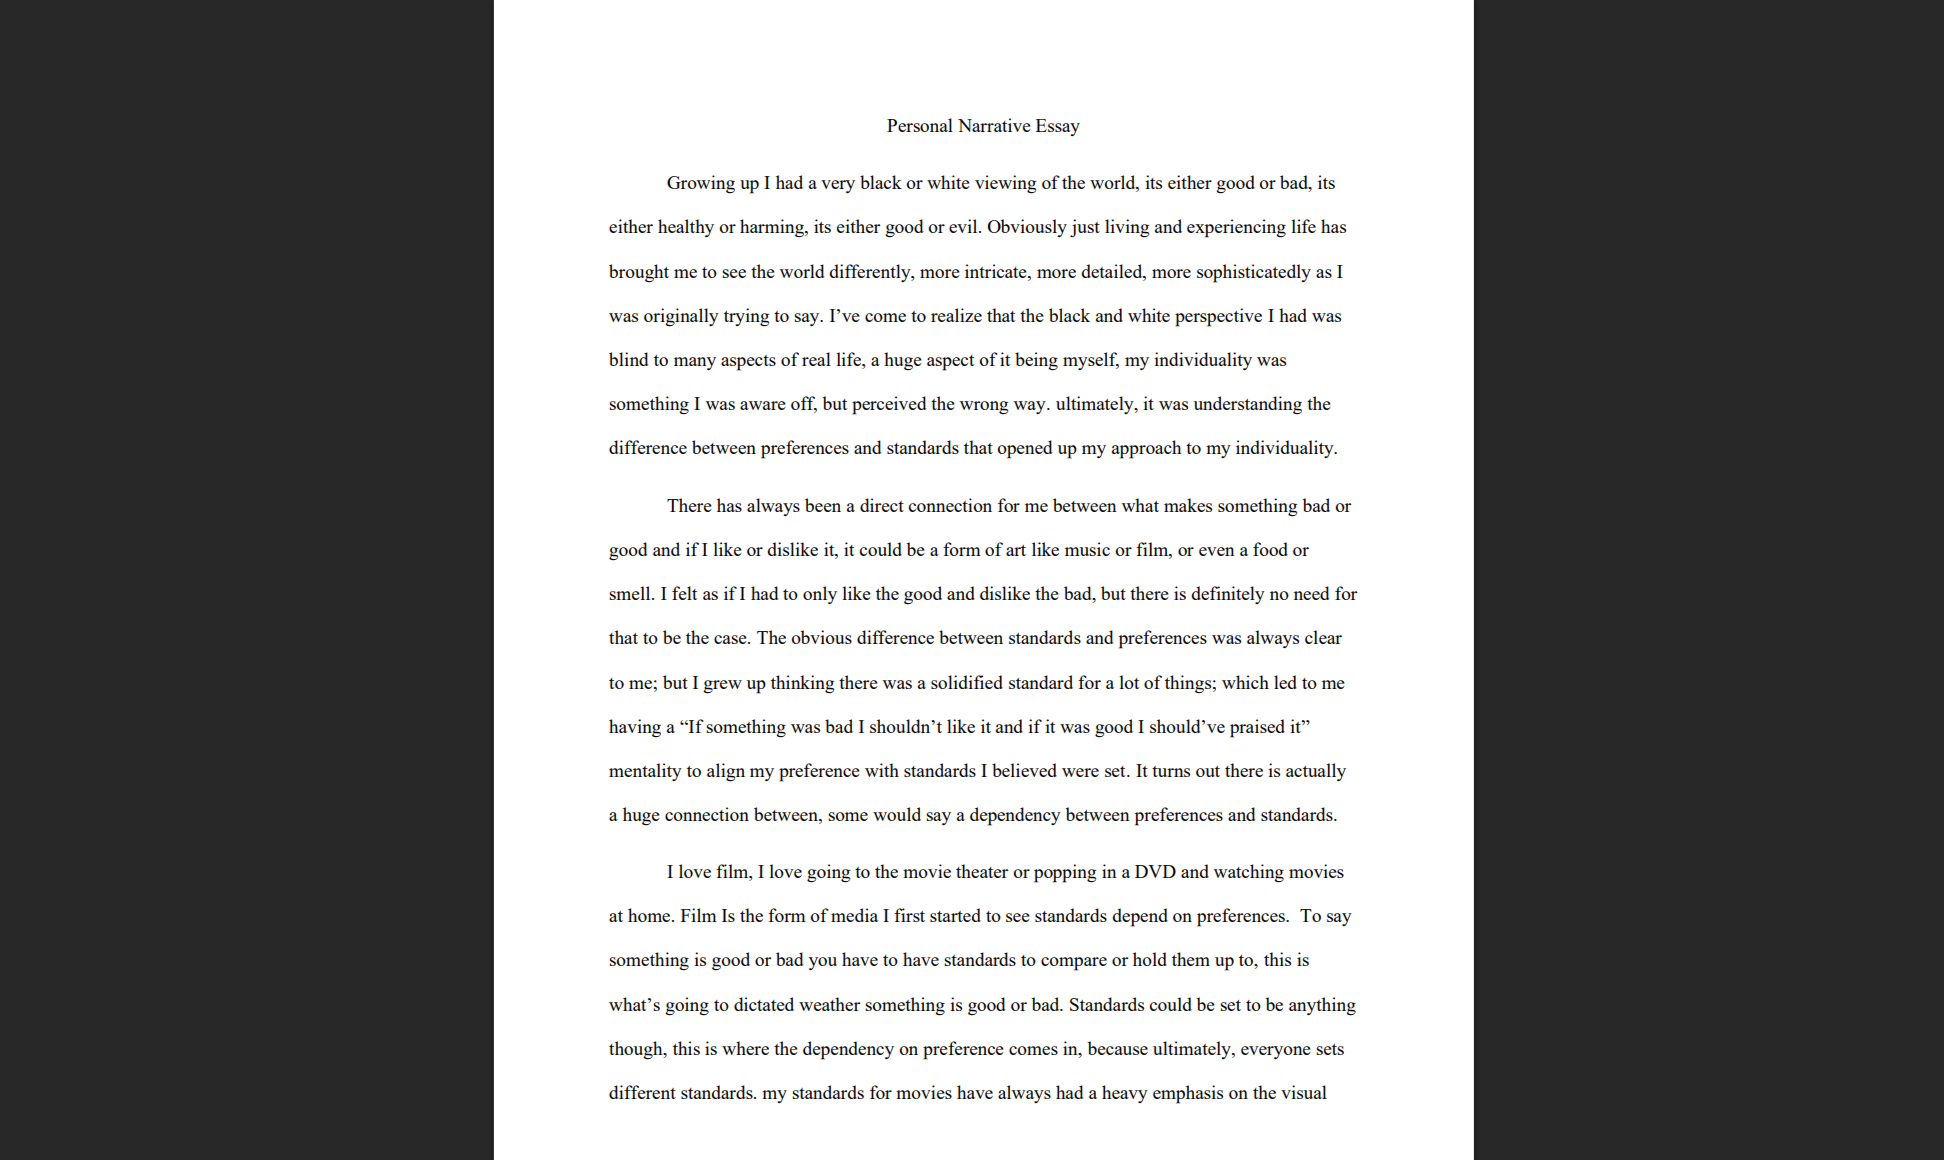 Personal Narrative Essay
Growing up I had a very black or white viewing of the world, its either good or bad, its
either healthy or harming, its either good or evil. Obviously just living and experiencing life has
brought me to see the world differently, more intricate, more detailed, more sophisticatedly as I
was originally trying to say. I’ve come to realize that the black and white perspective I had was
blind to many aspects of real life, a huge aspect of it being myself, my individuality was
something I was aware off, but perceived the wrong way. ultimately, it was understanding the
difference between preferences and standards that opened up my approach to my individuality.
There has always been a direct connection for me between what makes something bad or
good and if I like or dislike it, it could be a form of art like music or film, or even a food or
smell. I felt as if I had to only like the good and dislike the bad, but there is definitely no need for
that to be the case. The obvious difference between standards and preferences was always clear
to me; but I grew up thinking there was a solidified standard for a lot of things; which led to me
having a “If something was bad I shouldn’t like it and if it was good I should’ve praised it”
mentality to align my preference with standards I believed were set. It turns out there is actually
a huge connection between, some would say a dependency between preferences and standards.
I love film, I love going to the movie theater or popping in a DVD and watching movies
at home. Film Is the form of media I first started to see standards depend on preferences.  To say
something is good or bad you have to have standards to compare or hold them up to, this is
what’s going to dictated weather something is good or bad. Standards could be set to be anything
though, this is where the dependency on preference comes in, because ultimately, everyone sets
different standards. my standards for movies have always had a heavy emphasis on the visual